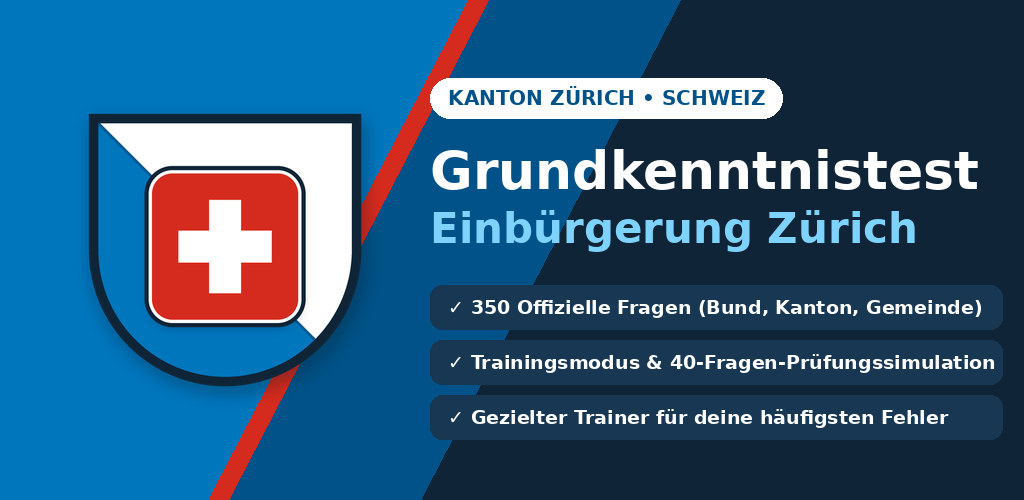 KANTON ZÜRICH • SCHWEIZ
Grundkenntnistest
Einbürgerung Zürich
✓ 350 Offizielle Fragen (Bund, Kanton, Gemeinde)
✓ Trainingsmodus & 40-Fragen-Prüfungssimulation
✓ Gezielter Trainer für deine häufigsten Fehler